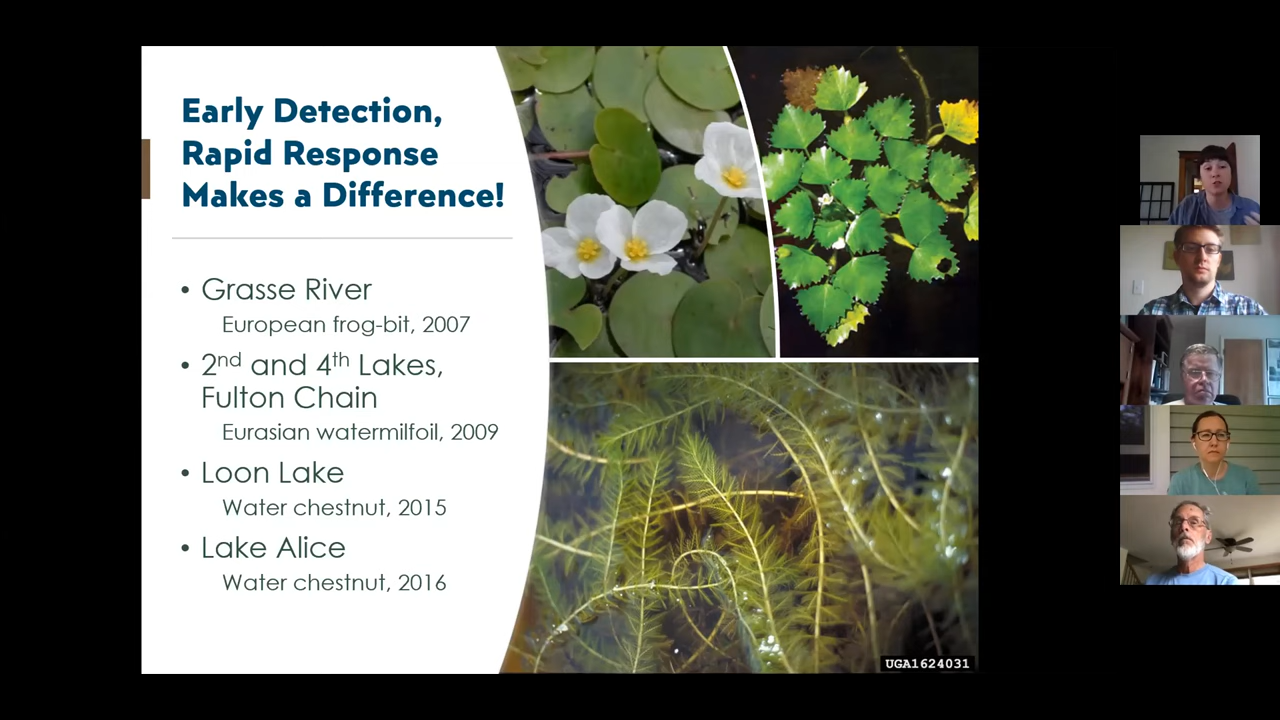 Early Detection,
Rapid Response
Makes a Difference!
• Grasse River
European frog-bit, 2007
• 2nd and 4th Lakes,
Fulton Chain
Eurasian watermilfoil, 2009
• Loon Lake
Water chestnut, 2015
• Lake Alice
Water chestnut, 2016
UGA1624031